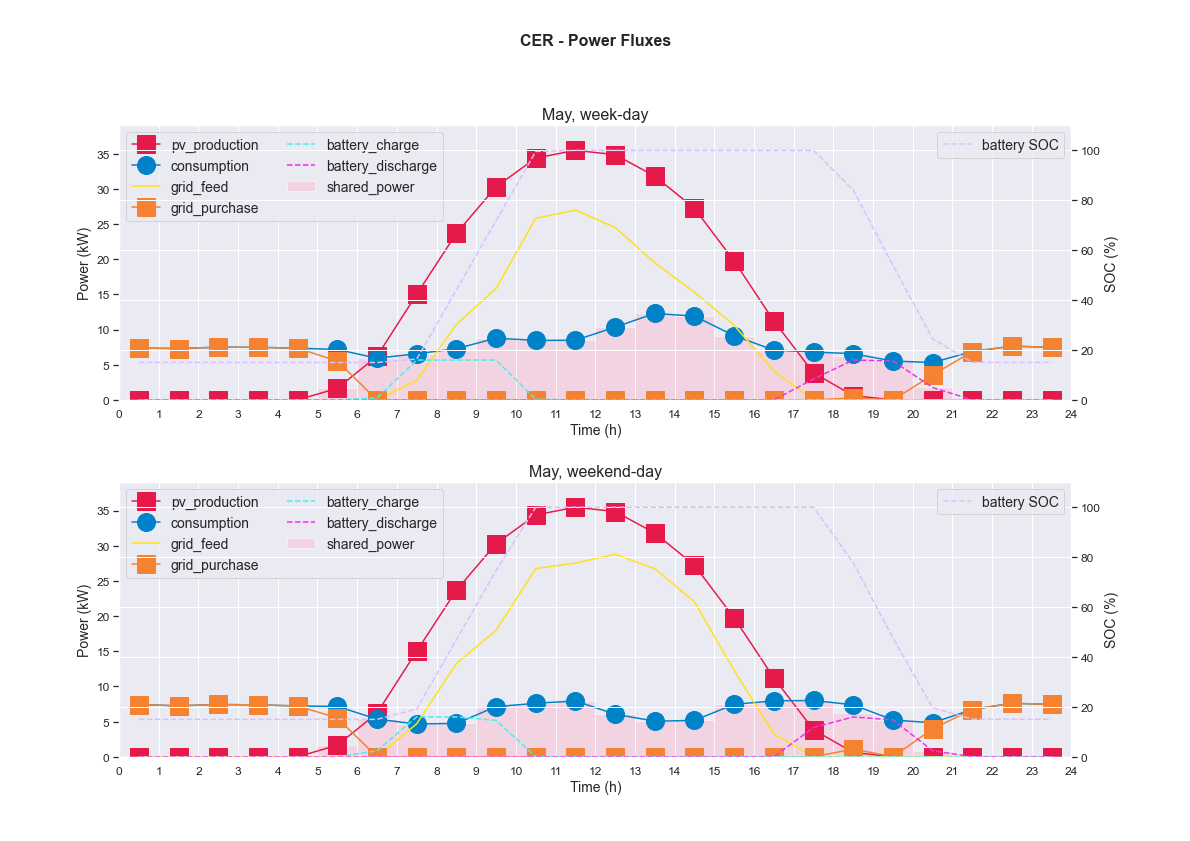 CER - Power Fluxes
May, week-day
pv_production
consumption
grid_feed
grid_purchase
battery_charge
battery_discharge
shared_power
battery SOC
Power (kW)
35
30
25
20
15
10
5
0
SOC (%)
100
80
60
40
20
0
0 1 2 3 4 5 6 7 8 9 10 11 12 13 14 15 16 17 18 19 20 21 22 23 24
Time (h)
May, weekend-day
pv_production
consumption
grid_feed
grid_purchase
battery_charge
battery_discharge
shared_power
battery SOC
Power (kW)
35
30
25
20
15
10
5
0
SOC (%)
100
80
60
40
20
0
0 1 2 3 4 5 6 7 8 9 10 11 12 13 14 15 16 17 18 19 20 21 22 23 24
Time (h)